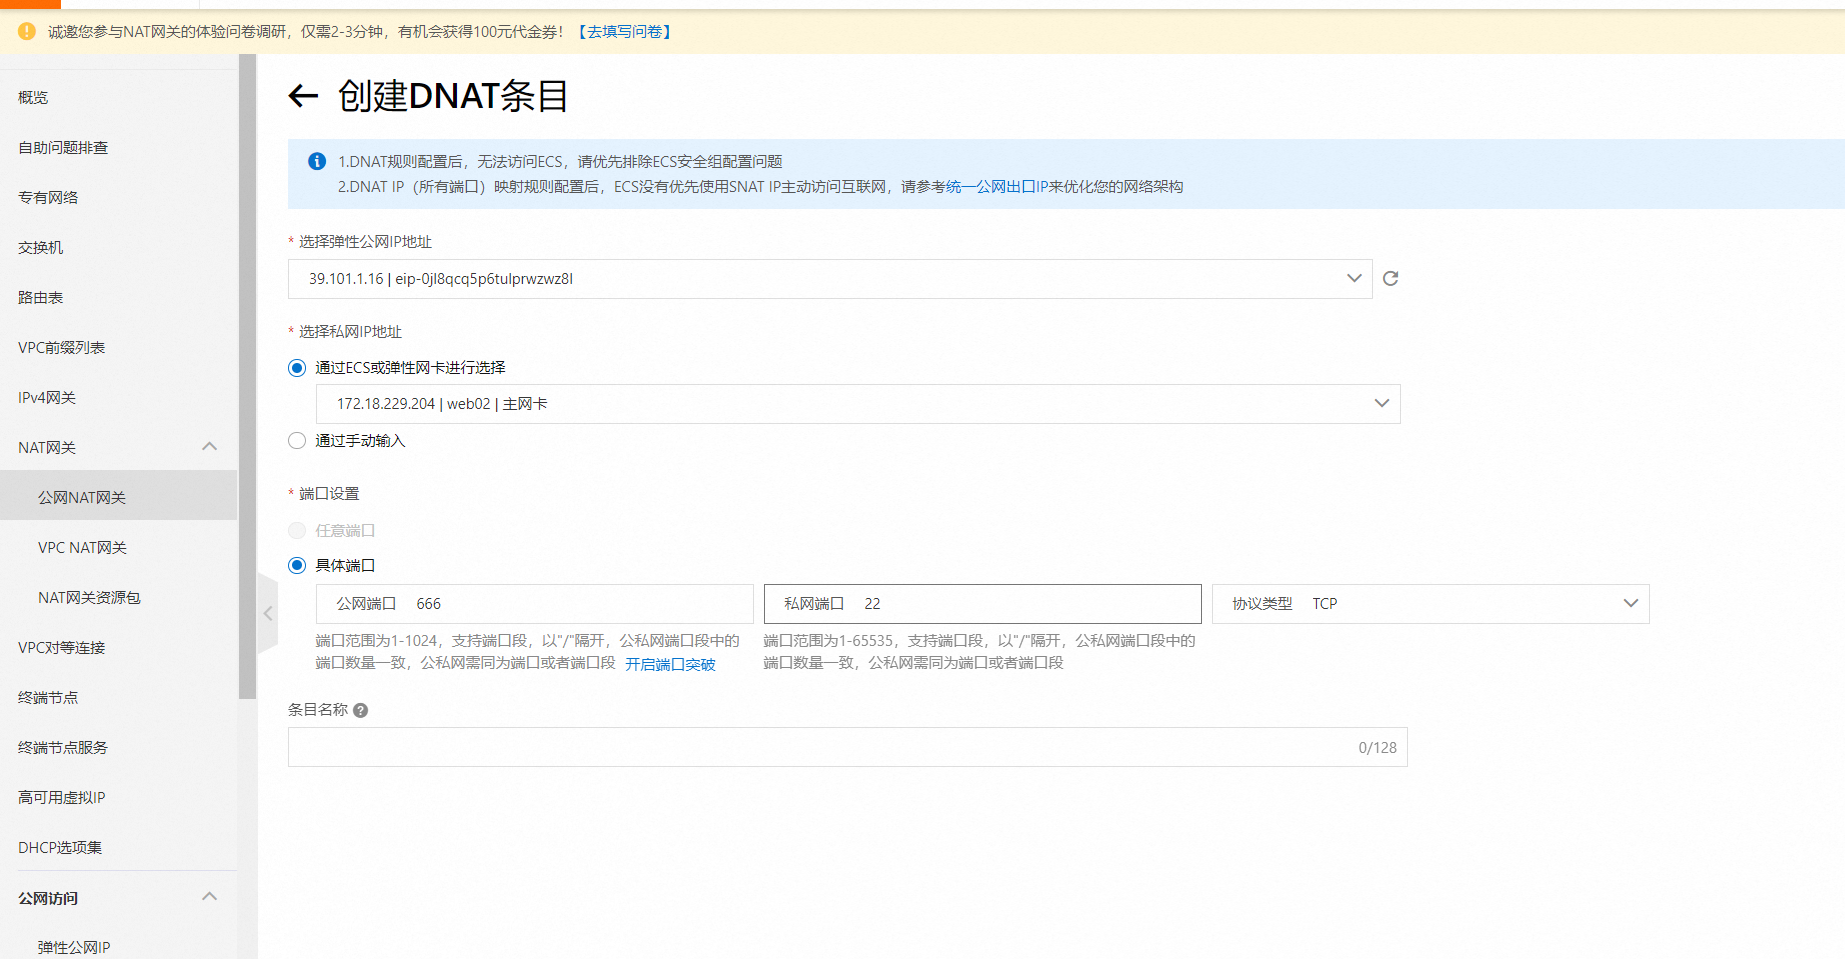 诚邀您参与NAT网关的体验问卷调研，仅需2-3分钟，有机会获得100元代金券！【去填写问卷】
概览
自助问题排查
专有网络
交换机
路由表
VPC前缀列表
IPv4网关
NAT网关
公网NAT网关
VPC NAT网关
NAT网关资源包
VPC对等连接
终端节点
终端节点服务
高可用虚拟IP
DHCP选项集
公网访问
弹性公网IP
创建DNAT条目
1.DNAT规则配置后，无法访问ECS，请优先排除ECS安全组配置问题
2.DNAT IP（所有端口）映射规则配置后，ECS没有优先使用SNAT IP主动访问互联网，请参考统一公网出口IP来优化您的网络架构
* 选择弹性公网IP地址
39.101.1.16 | eip-0jl8qcq5p6tulprwzwz8l
* 选择私网IP地址
通过ECS或弹性网卡进行选择
172.18.229.204 | web02 | 主网卡
通过手动输入
* 端口设置
任意端口
具体端口
公网端口 666
私网端口 22
协议类型 TCP
端口范围为1-1024，支持端口段，以"/"隔开，公私网端口段中的
端口数量一致，公私网需同为端口或者端口段 开启端口突破
端口范围为1-65535，支持端口段，以"/"隔开，公私网端口段中的
端口数量一致，公私网需同为端口或者端口段
条目名称
0/128